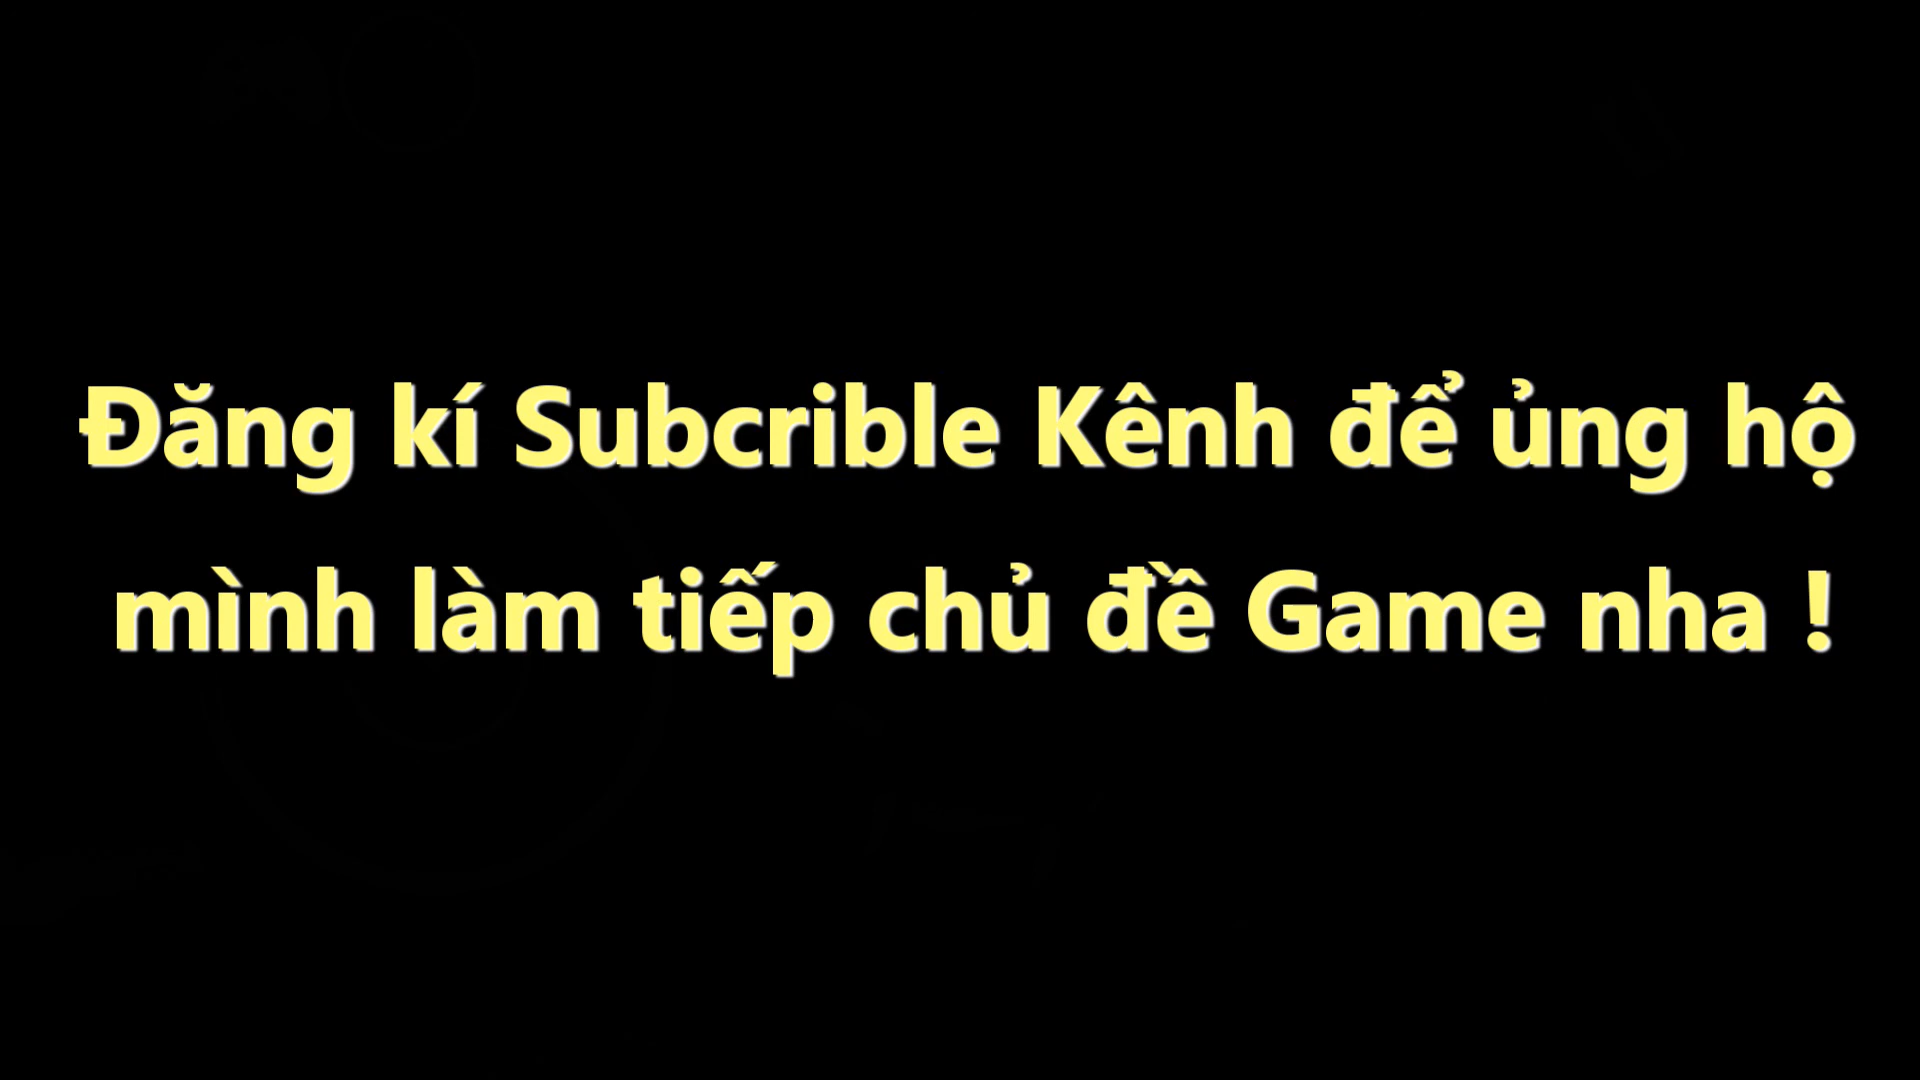 Đăng kí Subcrible Kênh để ủng hộ
mình làm tiếp chủ đề Game nha !